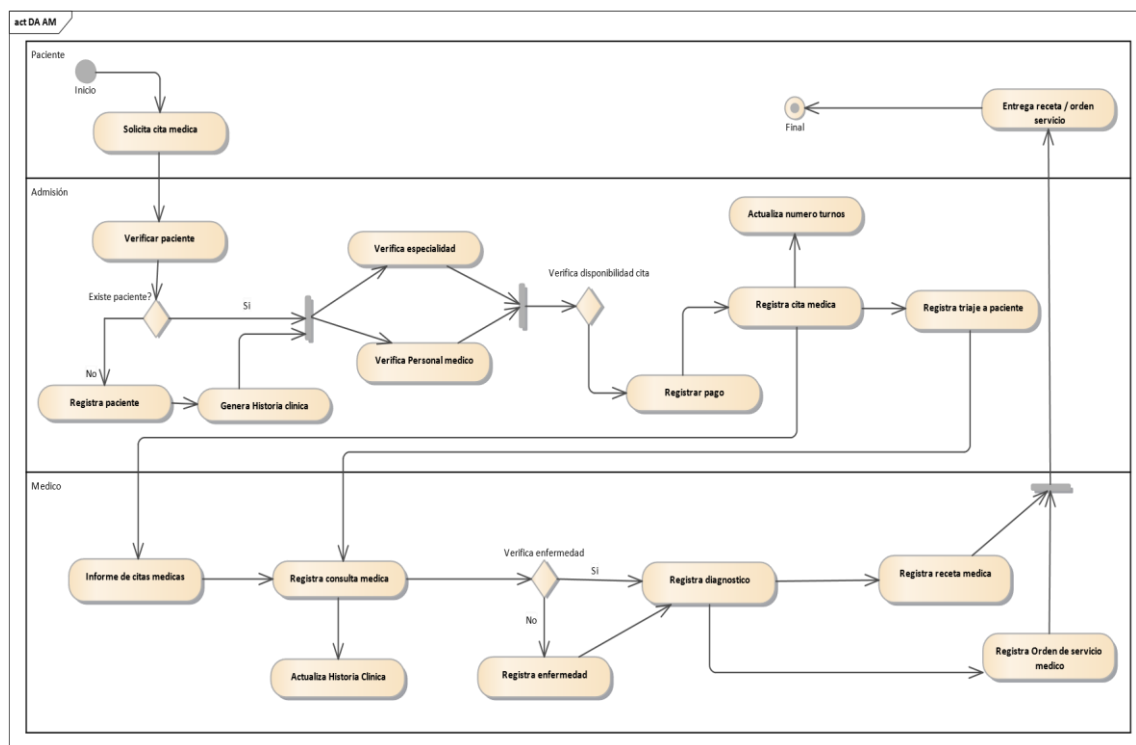 act DA AM
Paciente
Inicio
Solicita cita medica
Final
Entrega receta / orden
servicio
Admisión
Verificar paciente
Existe paciente?
Si
No
Registra paciente
Genera Historia clinica
Verifica especialidad
Verifica Personal medico
Verifica disponibilidad cita
Registrar pago
Actualiza numero turnos
Registra cita medica
Registra triaje a paciente
Medico
Informe de citas medicas
Registra consulta medica
Actualiza Historia Clinica
Verifica enfermedad
Si
No
Registra enfermedad
Registra diagnostico
Registra receta medica
Registra Orden de servicio
medico